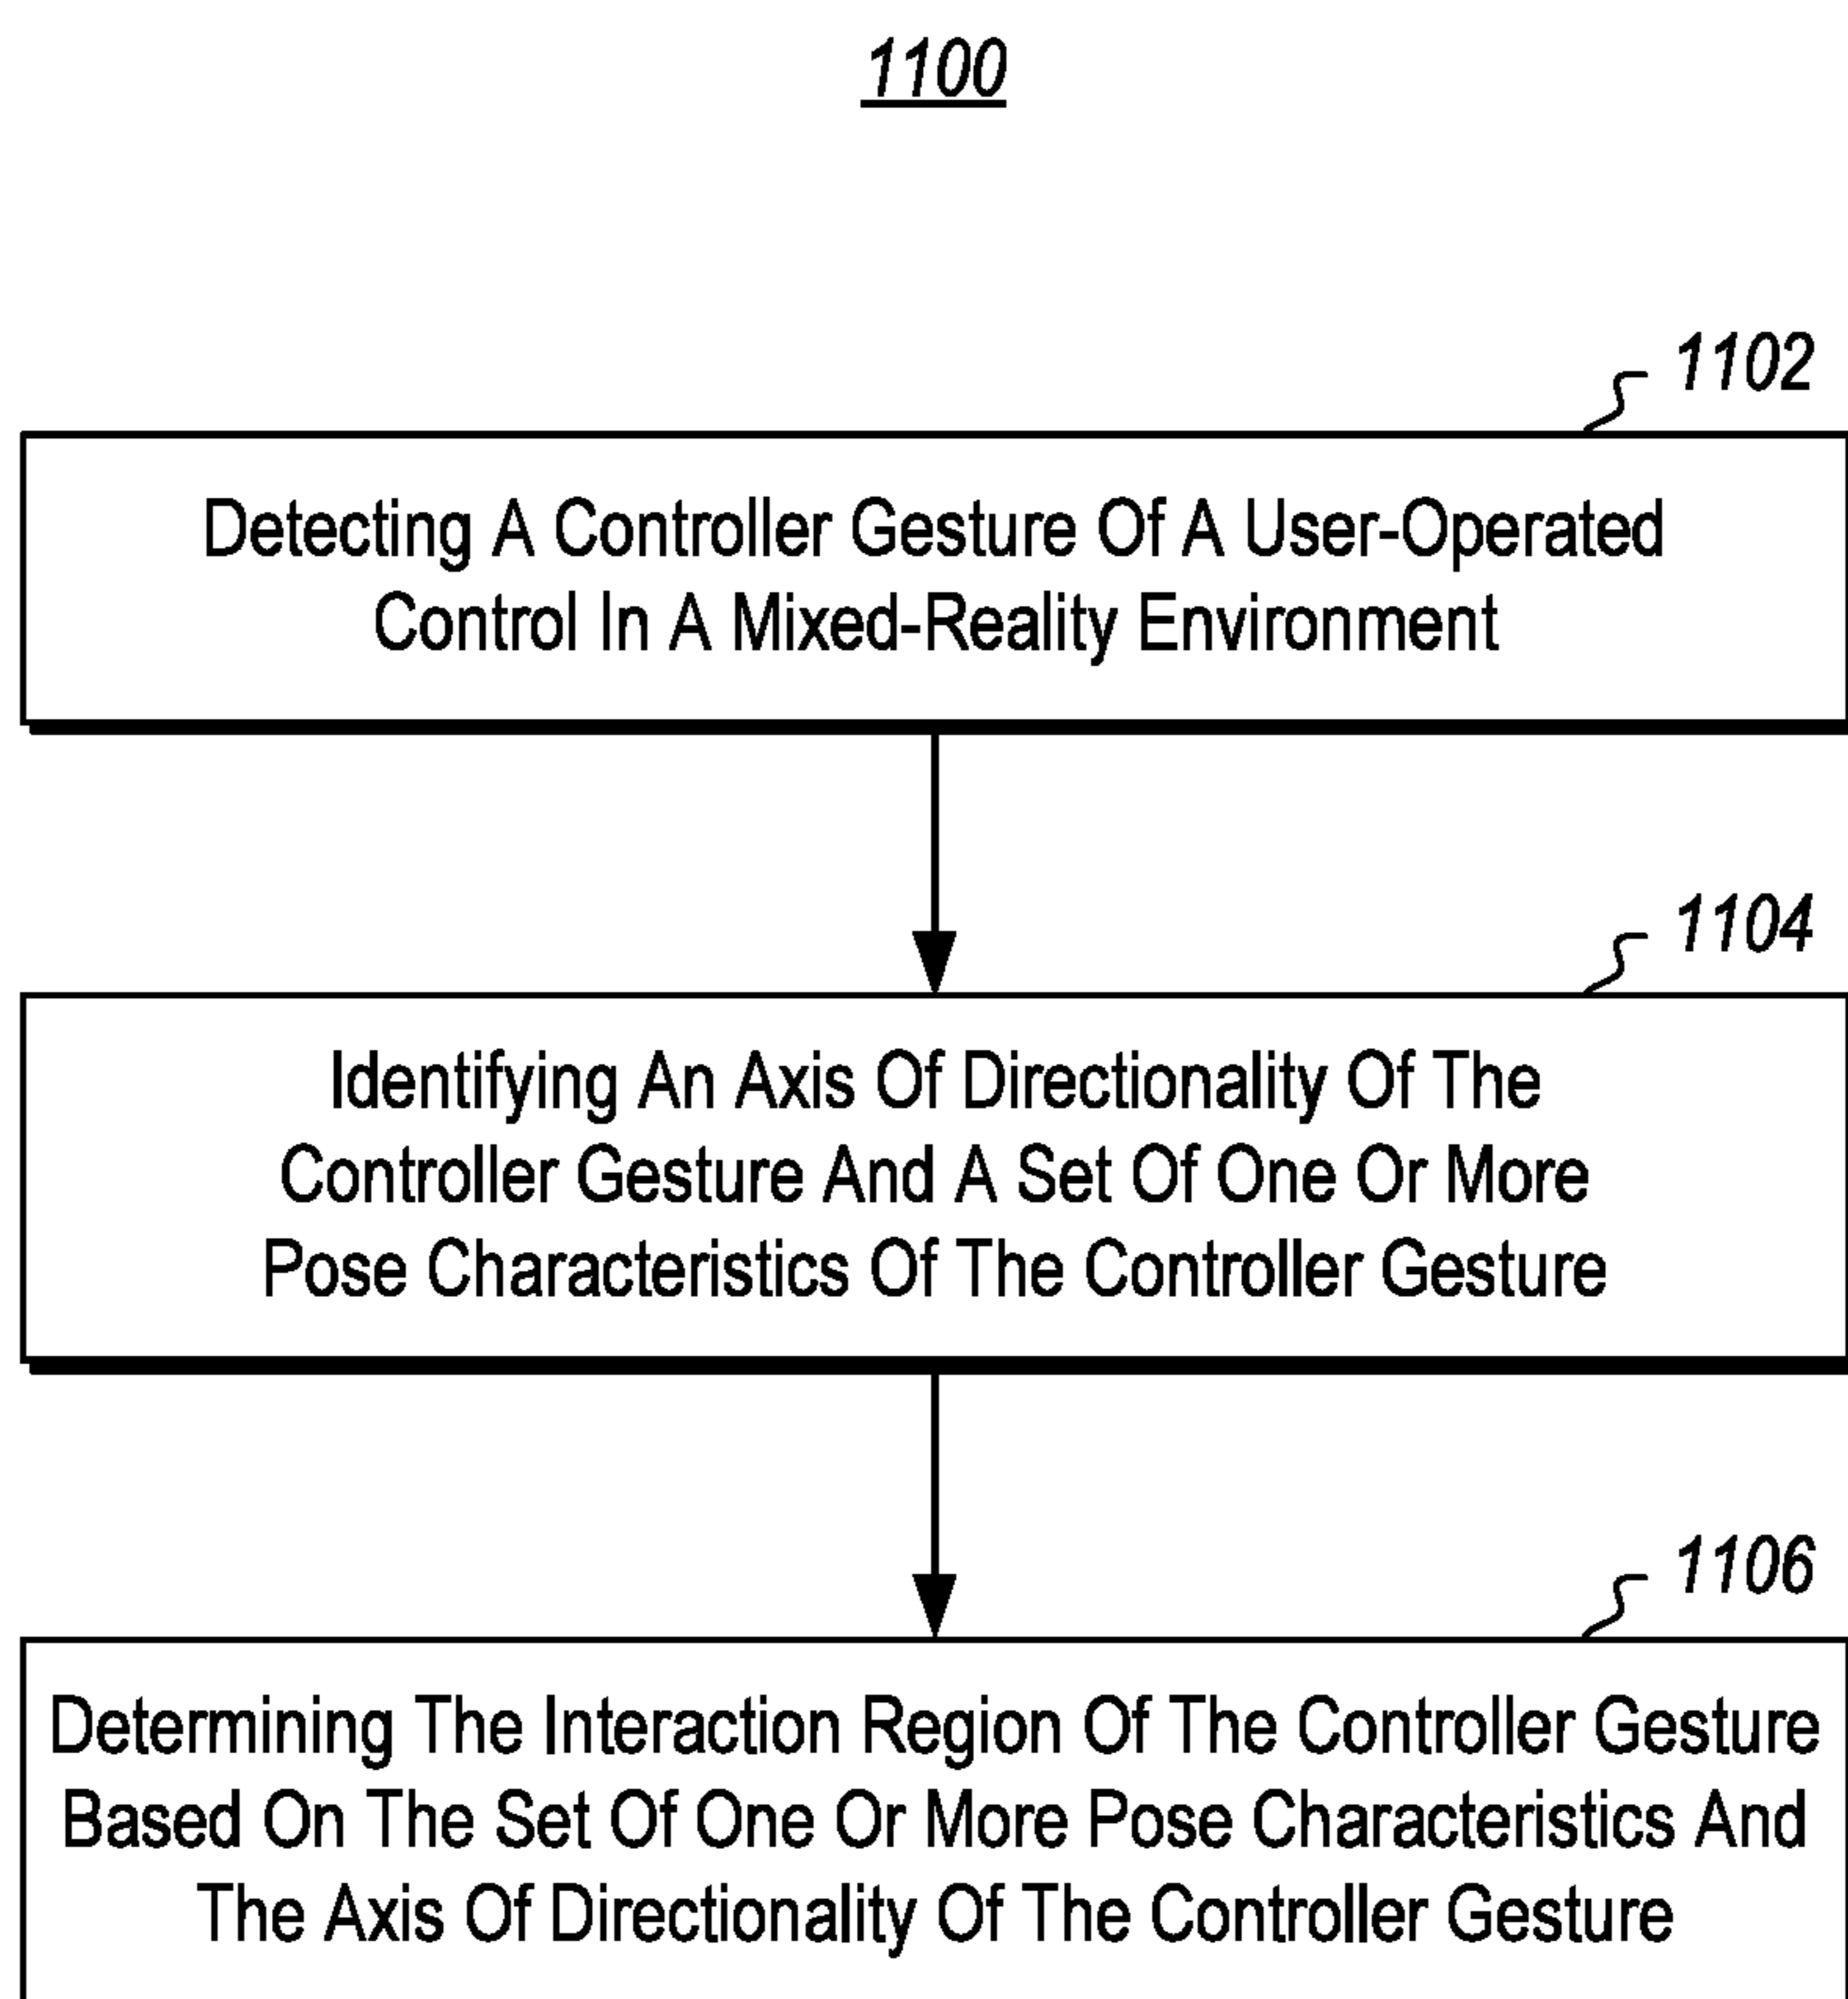 1100
1102
Detecting A Controller Gesture Of A User-Operated
Control In A Mixed-Reality Environment
1104
Identifying An Axis Of Directionality Of The
Controller Gesture And A Set Of One Or More
Pose Characteristics Of The Controller Gesture
1106
Determining The Interaction Region Of The Controller Gesture
Based On The Set Of One Or More Pose Characteristics And
The Axis Of Directionality Of The Controller Gesture